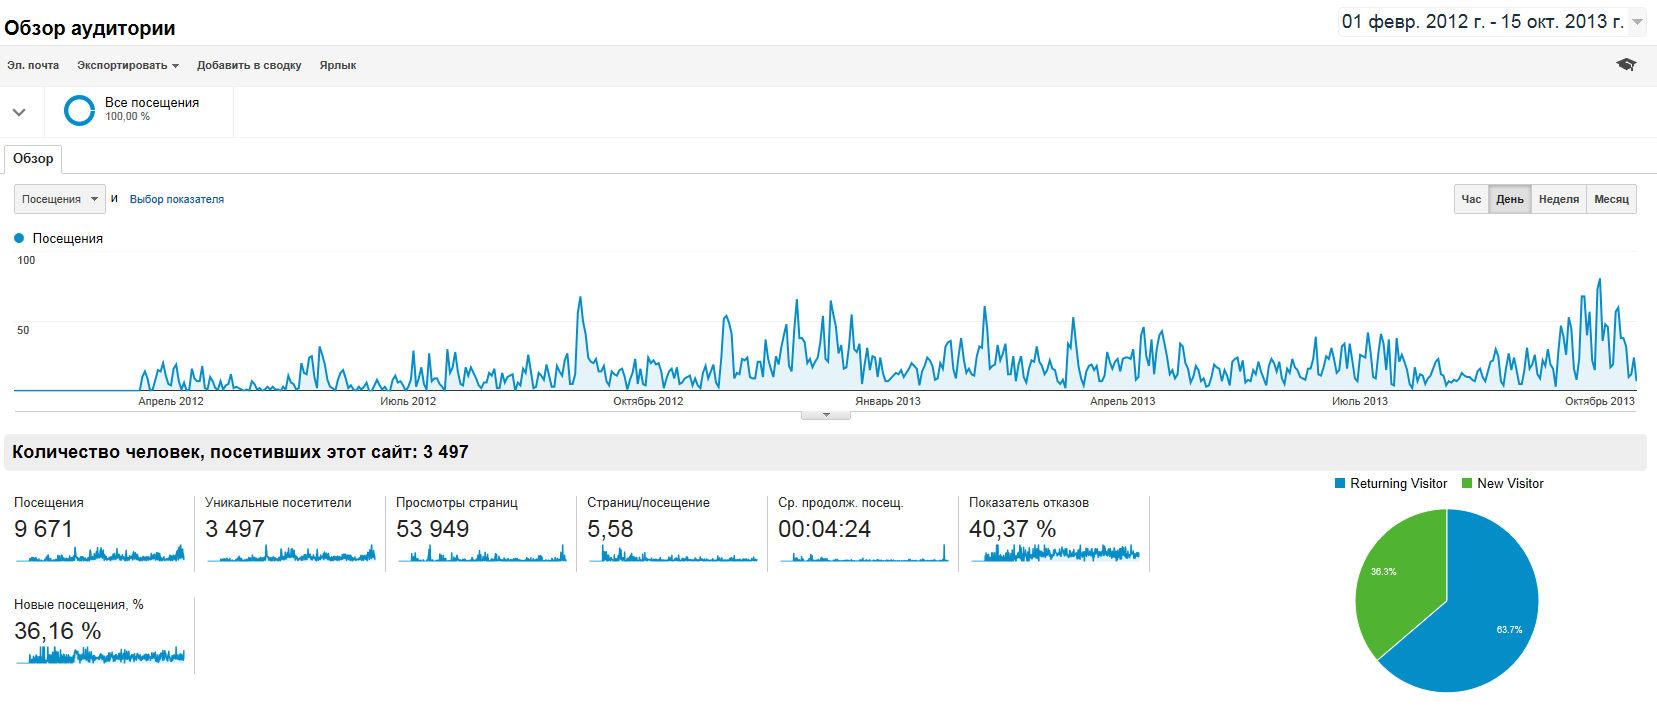 Обзор аудитории
01 февр. 2012 г. - 15 окт. 2013 г.
Эл. почта Экспортировать Добавить в сводку Ярлык
Все посещения
100,00 %
Обзор
Посещения и Выбор показателя
Час День Неделя Месяц
Посещения
100
50
Апрель 2012 Июль 2012 Октябрь 2012 Январь 2013 Апрель 2013 Июль 2013 Октябрь 2013
Количество человек, посетивших этот сайт: 3 497
Посещения
9 671
Уникальные посетители
3 497
Просмотры страниц
53 949
Страниц/посещение
5,58
Ср. продолж. посещ.
00:04:24
Показатель отказов
40,37 %
Новые посещения, %
36,16 %
Returning Visitor New Visitor
36.3%
63.7%